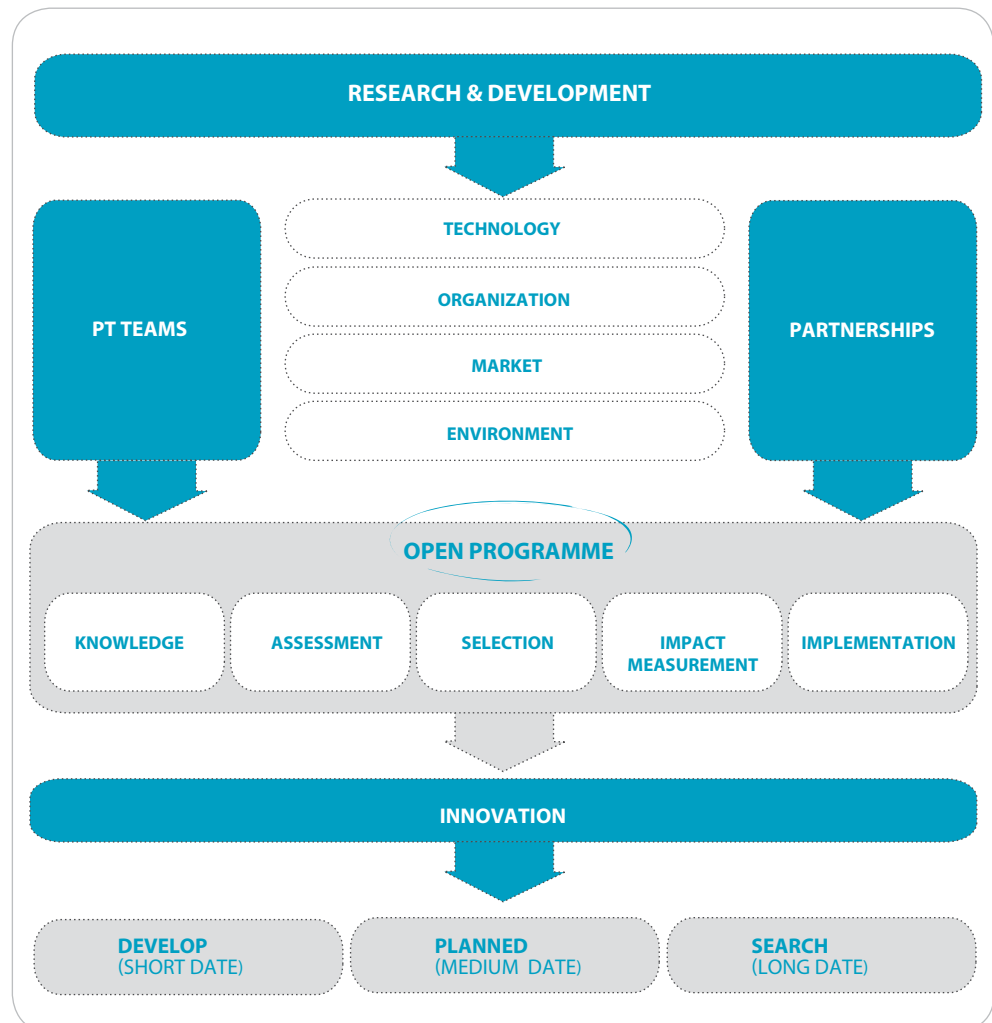 RESEARCH & DEVELOPMENT
TECHNOLOGY
ORGANIZATION
MARKET
ENVIRONMENT
PT TEAMS
PARTNERSHIPS
OPEN PROGRAMME
KNOWLEDGE
ASSESSMENT
SELECTION
IMPACT
MEASUREMENT
IMPLEMENTATION
INNOVATION
DEVELOP
(SHORT DATE)
PLANNED
(MEDIUM DATE)
SEARCH
(LONG DATE)